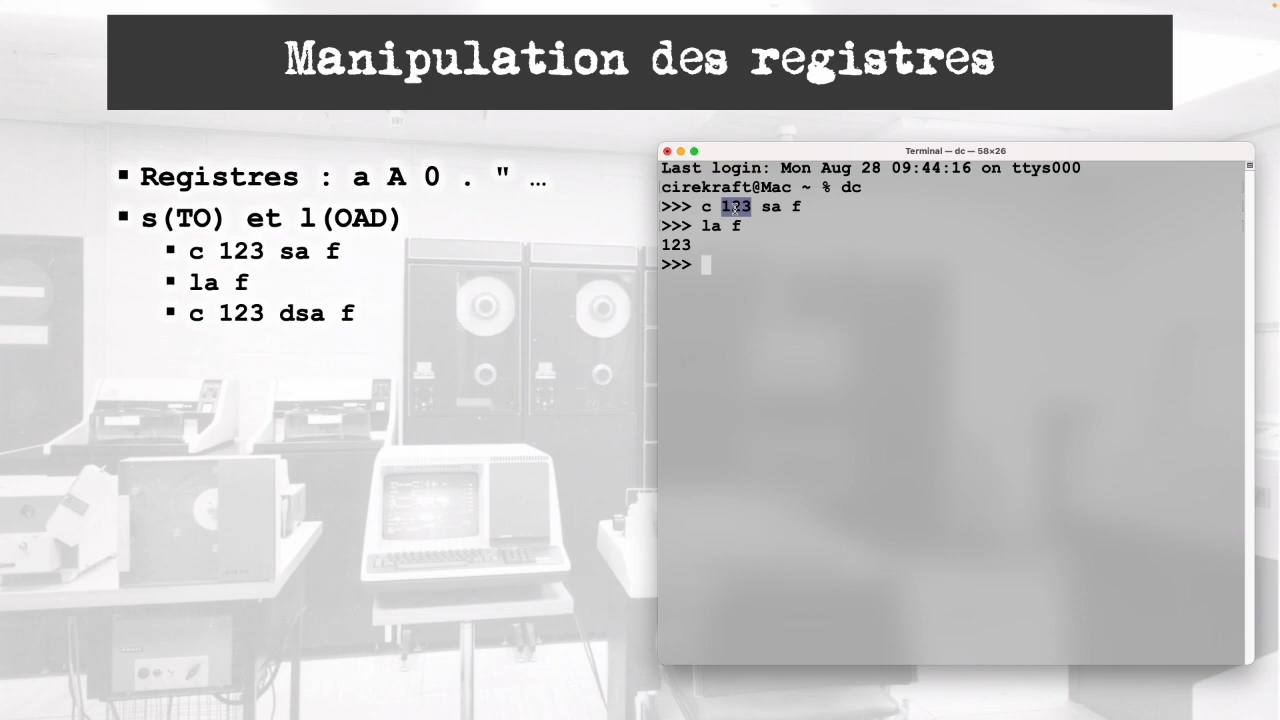 Manipulation des registres
▪ Registres : a A 0 . " …
▪ s(TO) et l(OAD)
▪ c 123 sa f
▪ la f
▪ c 123 dsa f
Terminal — dc — 58×26
Last login: Mon Aug 28 09:44:16 on ttys000
cirekraft@Mac ~ % dc
>>> c 123 sa f
>>> la f
123
>>>